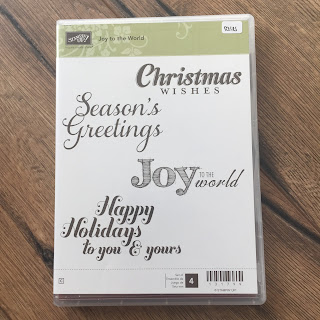 Joy to the World
Christmas
WISHES
Season's
Greetings
Joy TO THE
world
Happy
Holidays
to you & yours
4